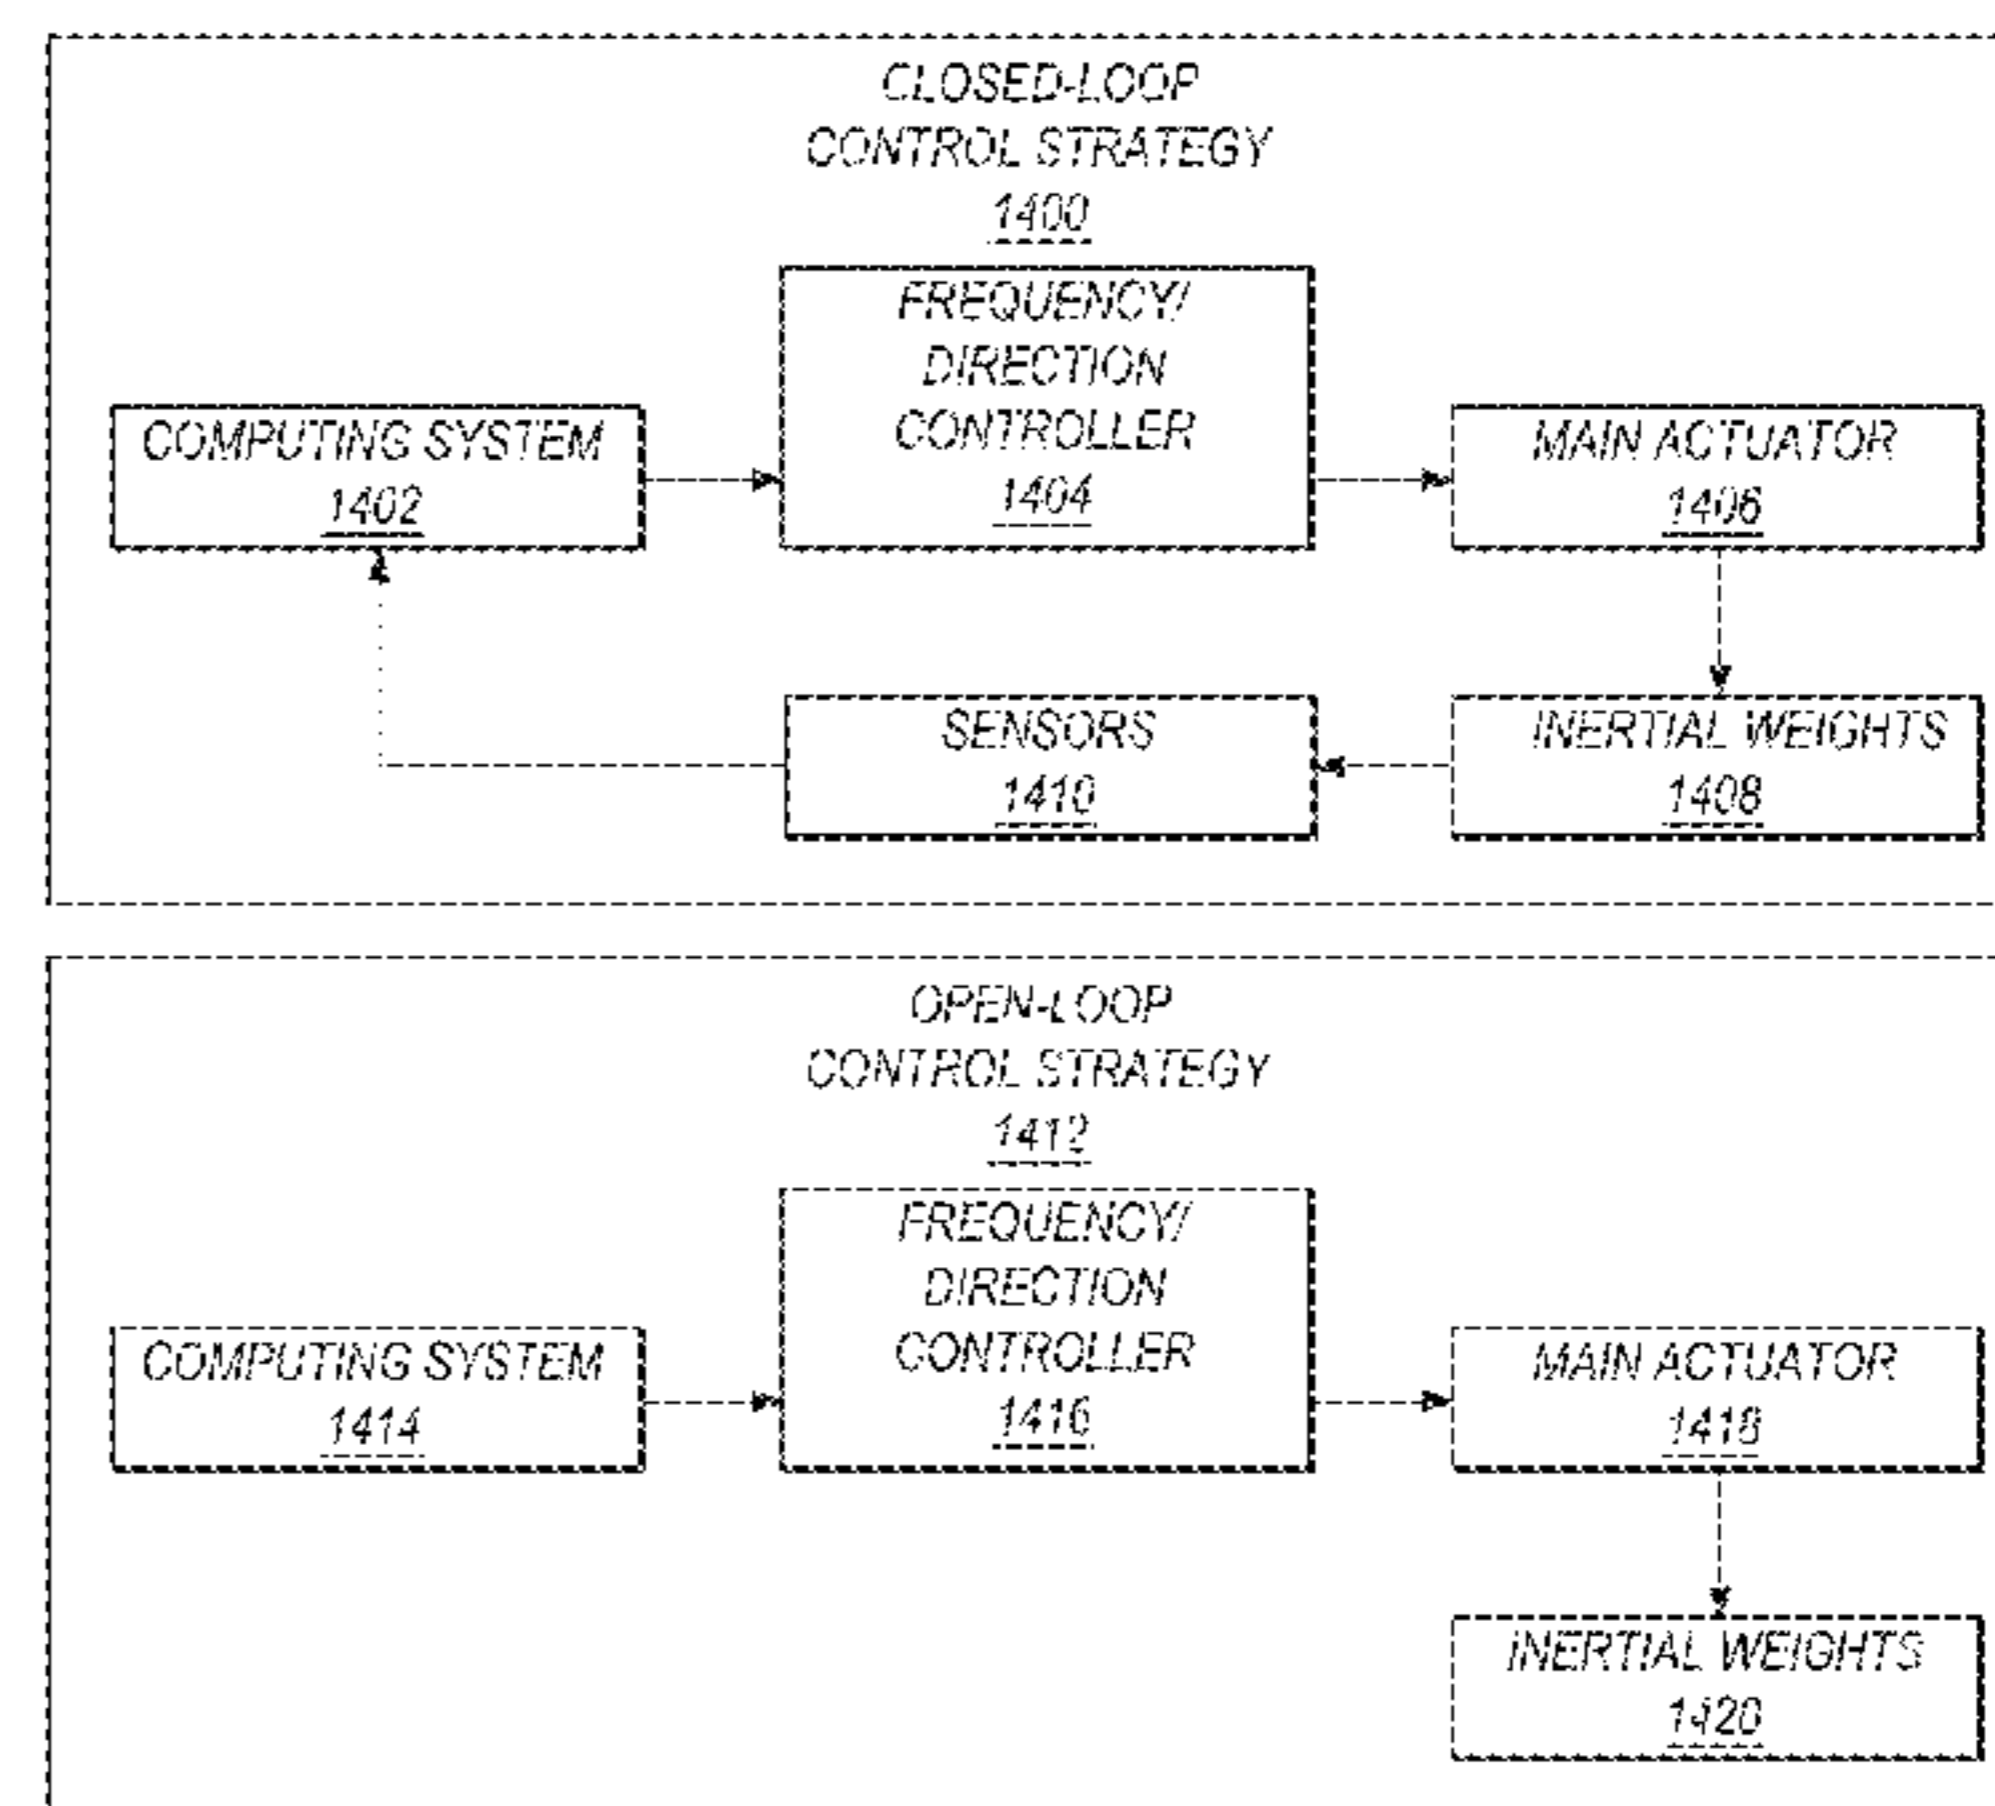 CLOSED-LOOP
CONTROL STRATEGY
1400
FREQUENCY/
DIRECTION
CONTROLLER
1404
COMPUTING SYSTEM
1402
MAIN ACTUATOR
1406
SENSORS
1410
INERTIAL WEIGHTS
1408
OPEN-LOOP
CONTROL STRATEGY
1412
FREQUENCY/
DIRECTION
CONTROLLER
1416
COMPUTING SYSTEM
1414
MAIN ACTUATOR
1418
INERTIAL WEIGHTS
1420